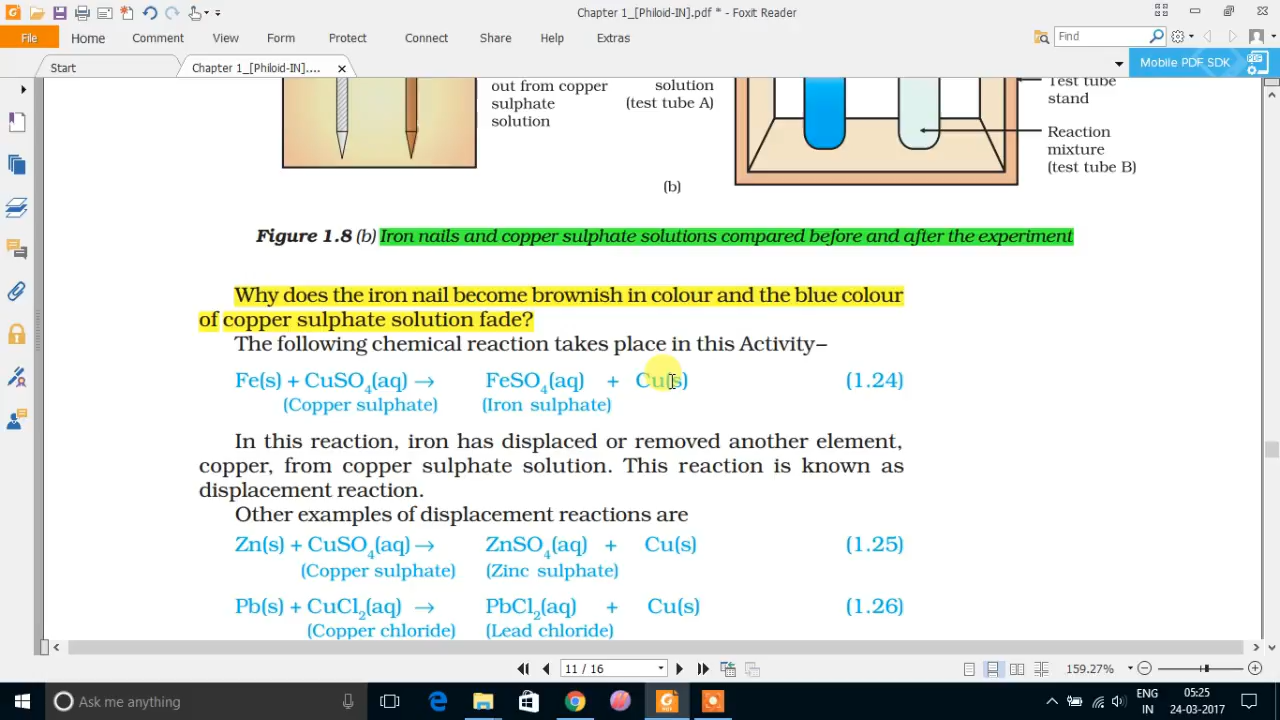 Chapter 1_[Philoid-IN].pdf * - Foxit Reader
File Home Comment View Form Protect Connect Share Help Extras
Find
Start
Chapter 1_[Philoid-IN]....
Mobile PDF SDK
out from copper
sulphate
solution
solution
(test tube A)
Test tube
stand
Reaction
mixture
(test tube B)
(b)
Figure 1.8 (b) Iron nails and copper sulphate solutions compared before and after the experiment
Why does the iron nail become brownish in colour and the blue colour
of copper sulphate solution fade?
The following chemical reaction takes place in this Activity–
Fe(s) + CuSO₄(aq) → FeSO₄(aq) + Cu(s) (1.24)
(Copper sulphate) (Iron sulphate)
In this reaction, iron has displaced or removed another element,
copper, from copper sulphate solution. This reaction is known as
displacement reaction.
Other examples of displacement reactions are
Zn(s) + CuSO₄(aq) → ZnSO₄(aq) + Cu(s) (1.25)
(Copper sulphate) (Zinc sulphate)
Pb(s) + CuCl₂(aq) → PbCl₂(aq) + Cu(s) (1.26)
(Copper chloride) (Lead chloride)
11 / 16
159.27%
Ask me anything
ENG
IN
05:25
24-03-2017